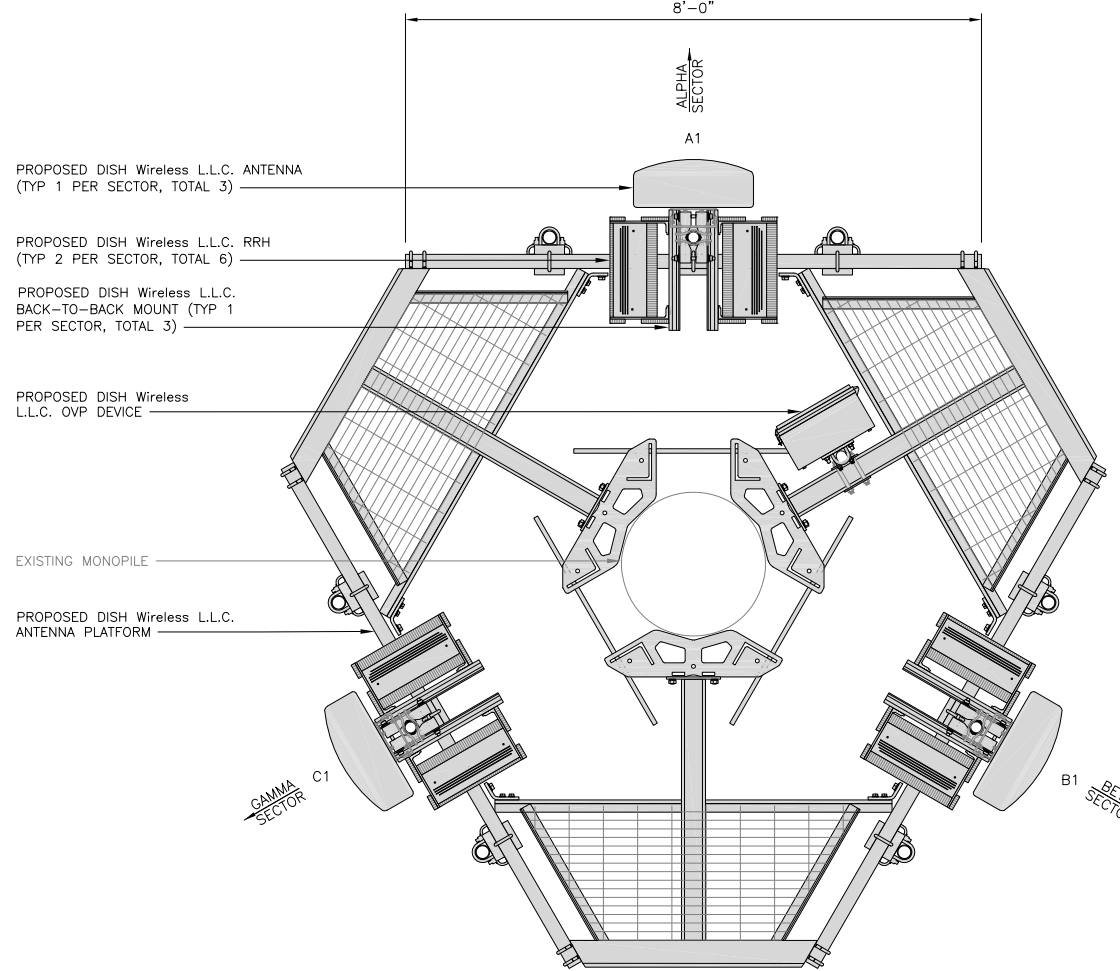 8'-0"
ALPHA
SECTOR
A1
PROPOSED DISH Wireless L.L.C. ANTENNA
(TYP 1 PER SECTOR, TOTAL 3)
PROPOSED DISH Wireless L.L.C. RRH
(TYP 2 PER SECTOR, TOTAL 6)
PROPOSED DISH Wireless L.L.C.
BACK-TO-BACK MOUNT (TYP 1
PER SECTOR, TOTAL 3)
PROPOSED DISH Wireless
L.L.C. OVP DEVICE
EXISTING MONOPILE
PROPOSED DISH Wireless L.L.C.
ANTENNA PLATFORM
C1
GAMMA
SECTOR
B1
BE
SECTO